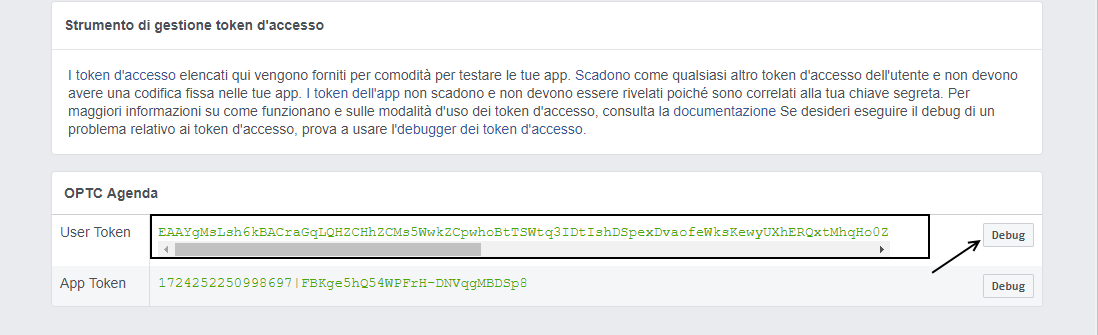 Strumento di gestione token d'accesso
I token d'accesso elencati qui vengono forniti per comodità per testare le tue app. Scadono come qualsiasi altro token d'accesso dell'utente e non devono
avere una codifica fissa nelle tue app. I token dell'app non scadono e non devono essere rivelati poiché sono correlati alla tua chiave segreta. Per
maggiori informazioni su come funzionano e sulle modalità d'uso dei token d'accesso, consulta la documentazione Se desideri eseguire il debug di un
problema relativo ai token d'accesso, prova a usare l'debugger dei token d'accesso.
OPTC Agenda
User Token EAAYgMsLsh6kBACraGqLQHZCHhZCMs5WwkZCpwhoBtTSWtq3IDtIshDSpexDvaofeWksKewyUXhERQxtMhqHo0Z Debug
App Token 1724252250998697|FBKge5hQ54WPFrH-DNVqgMBDSp8 Debug